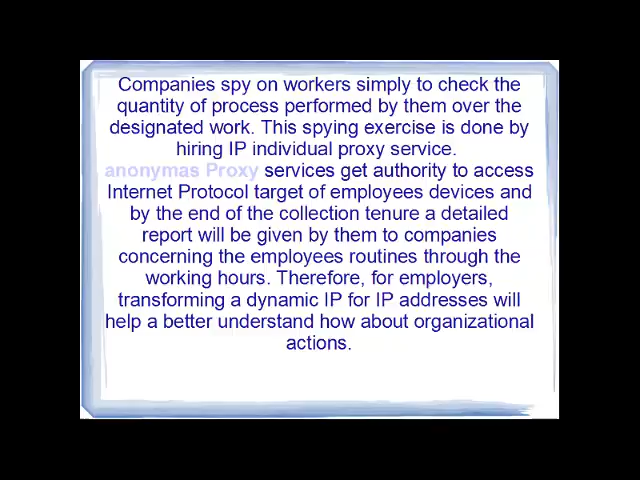 Companies spy on workers simply to check the
quantity of process performed by them over the
designated work. This spying exercise is done by
hiring IP individual proxy service.
anonymas Proxy services get authority to access
Internet Protocol target of employees devices and
by the end of the collection tenure a detailed
report will be given by them to companies
concerning the employees routines through the
working hours. Therefore, for employers,
transforming a dynamic IP for IP addresses will
help a better understand how about organizational
actions.